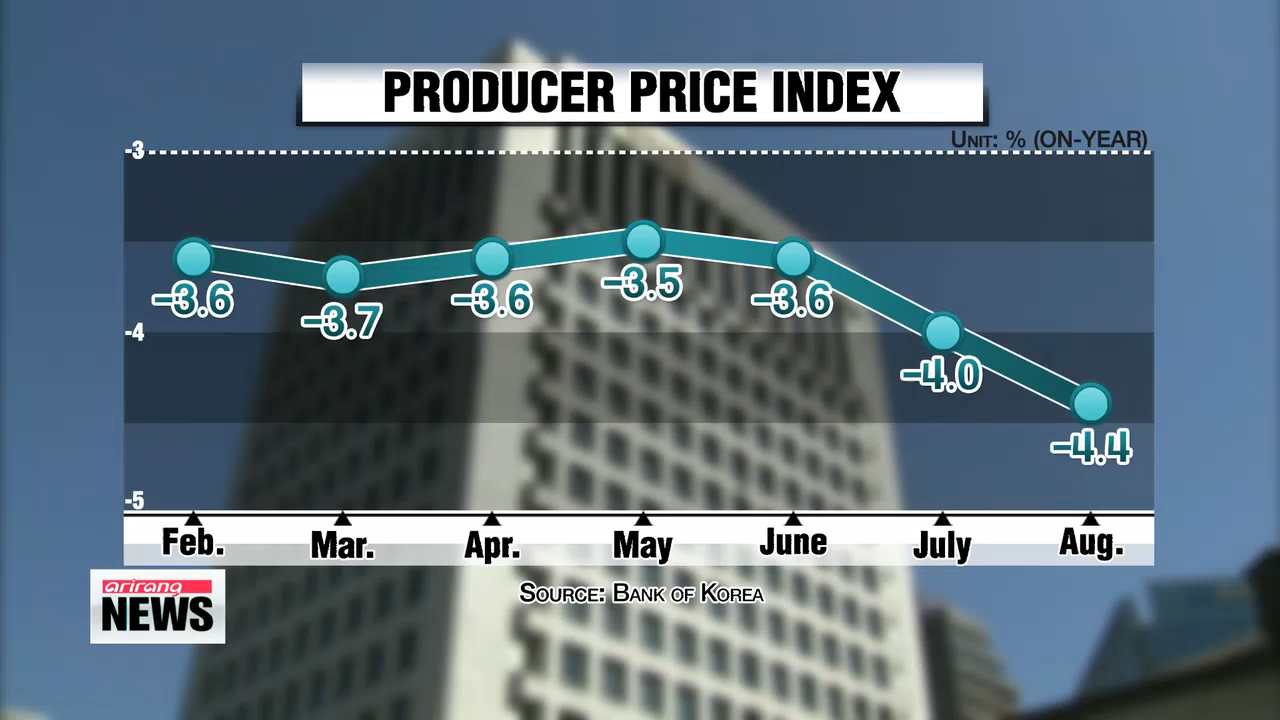 PRODUCER PRICE INDEX
UNIT: % (ON-YEAR)
-3
-3.6
-3.7
-3.6
-3.5
-3.6
-4.0
-4.4
-4
-5
Feb.
Mar.
Apr.
May
June
July
Aug.
SOURCE: BANK OF KOREA
arirang
NEWS